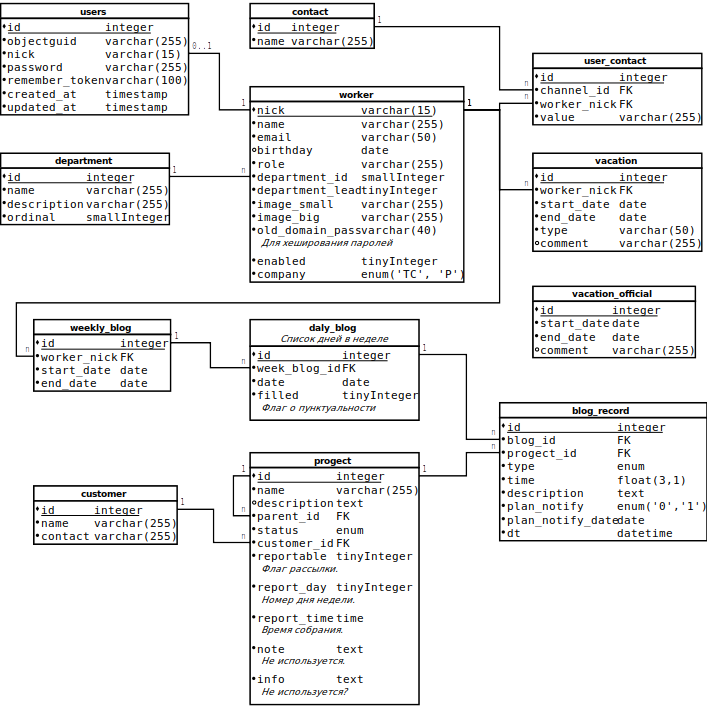 users
id integer
objectguid varchar(255)
nick varchar(15)
password varchar(255)
remember_token varchar(100)
created_at timestamp
updated_at timestamp
0..1
contact
id integer
name varchar(255)
1
user_contact
id integer
channel_id FK
worker_nick FK
value varchar(255)
n
n
worker
nick varchar(15)
name varchar(255)
email varchar(50)
birthday date
role varchar(255)
department_id smallInteger
department_lead tinyInteger
image_small varchar(255)
image_big varchar(255)
old_domain_pass varchar(40)
Для хеширования паролей
enabled tinyInteger
company enum('TC', 'P')
1
1
n
department
id integer
name varchar(255)
description varchar(255)
ordinal smallInteger
1
vacation
id integer
worker_nick FK
start_date date
end_date date
type varchar(50)
comment varchar(255)
n
vacation_official
id integer
start_date date
end_date date
comment varchar(255)
weekly_blog
id integer
worker_nick FK
start_date date
end_date date
1
n
daly_blog
Список дней в неделе
id integer
week_blog_id FK
date date
filled tinyInteger
Флаг о пунктуальности
n
1
blog_record
id integer
blog_id FK
progect_id FK
type enum
time float(3,1)
description text
plan_notify enum('0','1')
plan_notify_date date
dt datetime
n
n
customer
id integer
name varchar(255)
contact varchar(255)
1
progect
id integer
name varchar(255)
description text
parent_id FK
status enum
customer_id FK
reportable tinyInteger
Флаг рассылки.
report_day tinyInteger
Номер дня недели.
report_time time
Время собрания.
note text
Не используется.
info text
Не используется?
1
n
n
1